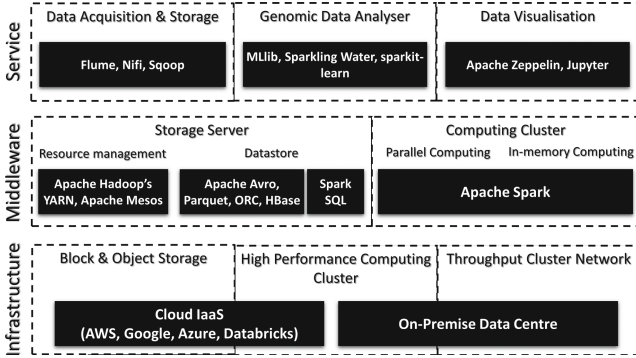 Service
Data Acquisition & Storage
Flume, Nifi, Sqoop
Genomic Data Analyser
MLlib, Sparkling Water, sparkit-
learn
Data Visualisation
Apache Zeppelin, Jupyter
Middleware
Storage Server
Resource management
Apache Hadoop's
YARN, Apache Mesos
Datastore
Apache Avro,
Parquet, ORC, HBase
Spark
SQL
Computing Cluster
Parallel Computing
In-memory Computing
Apache Spark
Infrastructure
Block & Object Storage
High Performance Computing
Cluster
Throughput Cluster Network
Cloud IaaS
(AWS, Google, Azure, Databricks)
On-Premise Data Centre